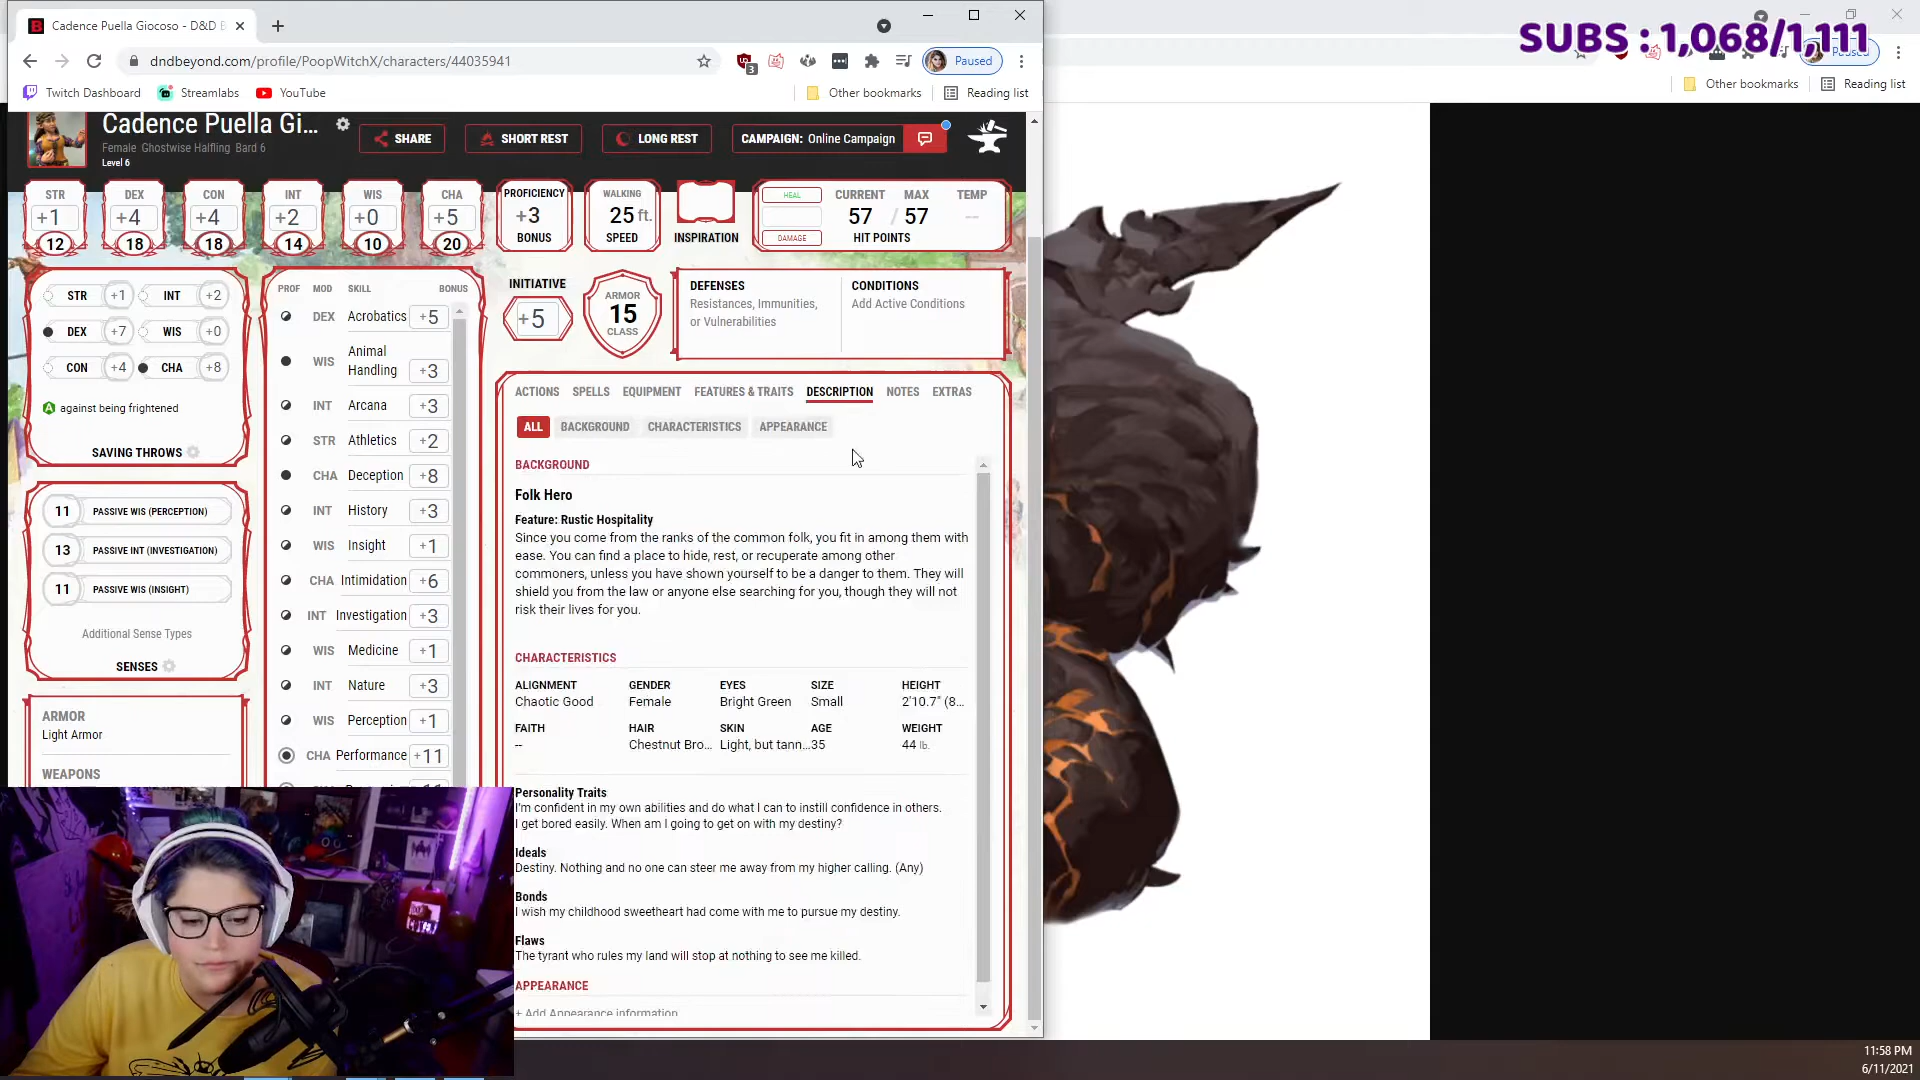 Cadence Puella Giocoso - D&D B
SUBS : 1,068/1,111
dndbeyond.com/profile/PoopWitchX/characters/44035941
3
Paused
Twitch Dashboard
Streamlabs
YouTube
Other bookmarks
Reading list
Other bookmarks
Reading list
Cadence Puella Gi...
Female Ghostwise Halfling Bard 6
Level 6
SHARE
SHORT REST
LONG REST
CAMPAIGN: Online Campaign
STR
+1
12
DEX
+4
18
CON
+4
18
INT
+2
14
WIS
+0
10
CHA
+5
20
PROFICIENCY
+3
BONUS
WALKING
25 ft.
SPEED
INSPIRATION
HEAL
DAMAGE
CURRENT
MAX
TEMP
57 / 57
--
HIT POINTS
STR +1
INT +2
DEX +7
WIS +0
CON +4
CHA +8
against being frightened
SAVING THROWS
11 PASSIVE WIS (PERCEPTION)
13 PASSIVE INT (INVESTIGATION)
11 PASSIVE WIS (INSIGHT)
Additional Sense Types
SENSES
ARMOR
Light Armor
WEAPONS
PROF MOD SKILL BONUS
DEX Acrobatics +5
WIS Animal Handling +3
INT Arcana +3
STR Athletics +2
CHA Deception +8
INT History +3
WIS Insight +1
CHA Intimidation +6
INT Investigation +3
WIS Medicine +1
INT Nature +3
WIS Perception +1
CHA Performance +11
INITIATIVE
+5
ARMOR
15
CLASS
DEFENSES
Resistances, Immunities,
or Vulnerabilities
CONDITIONS
Add Active Conditions
ACTIONS SPELLS EQUIPMENT FEATURES & TRAITS DESCRIPTION NOTES EXTRAS
ALL BACKGROUND CHARACTERISTICS APPEARANCE
BACKGROUND
Folk Hero
Feature: Rustic Hospitality
Since you come from the ranks of the common folk, you fit in among them with
ease. You can find a place to hide, rest, or recuperate among other
commoners, unless you have shown yourself to be a danger to them. They will
shield you from the law or anyone else searching for you, though they will not
risk their lives for you.
CHARACTERISTICS
ALIGNMENT GENDER EYES SIZE HEIGHT
Chaotic Good Female Bright Green Small 2'10.7" (8...
FAITH HAIR SKIN AGE WEIGHT
-- Chestnut Bro... Light, but tann... 35 44 lb.
Personality Traits
I'm confident in my own abilities and do what I can to instill confidence in others.
I get bored easily. When am I going to get on with my destiny?
Ideals
Destiny. Nothing and no one can steer me away from my higher calling. (Any)
Bonds
I wish my childhood sweetheart had come with me to pursue my destiny.
Flaws
The tyrant who rules my land will stop at nothing to see me killed.
APPEARANCE
+ Add Appearance information
11:58 PM
6/11/2021